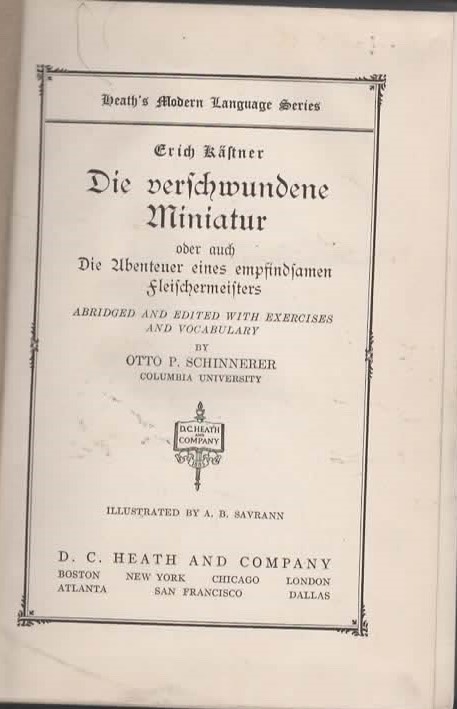 Heath's Modern Language Series
Erich Käſtner
Die verſchwundene
Miniatur
oder auch
Die Abenteuer eines empfindſamen
Fleiſchermeiſters
ABRIDGED AND EDITED WITH EXERCISES
AND VOCABULARY
BY
OTTO P. SCHINNERER
COLUMBIA UNIVERSITY
D.C.HEATH
AND
COMPANY
ILLUSTRATED BY A. B. SAVRANN
D. C. HEATH AND COMPANY
BOSTON NEW YORK CHICAGO LONDON
ATLANTA SAN FRANCISCO DALLAS